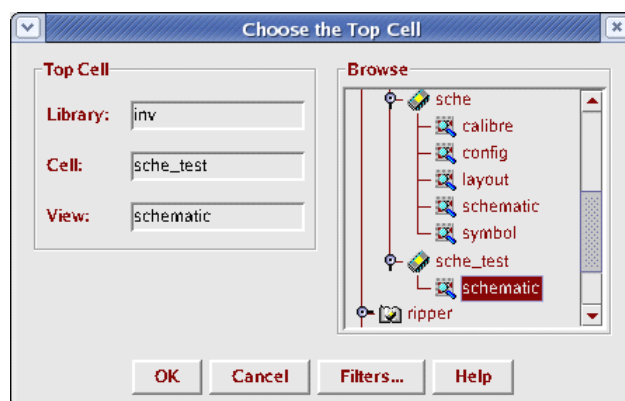 Choose the Top Cell
Top Cell
Library: inv
Cell: sche_test
View: schematic
Browse
sche
calibre
config
layout
schematic
symbol
sche_test
schematic
ripper
OK Cancel Filters... Help